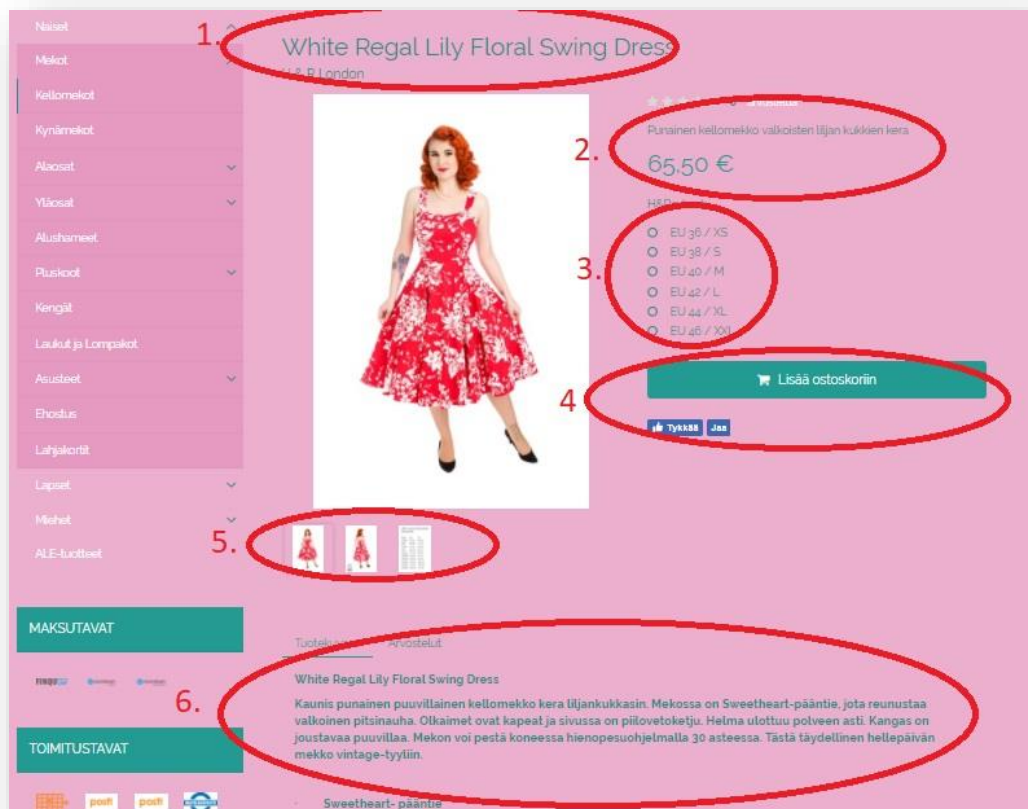 Naiset
Mekot
Kellomekot
Kynämekot
Alaosat
Yläosat
Alushameet
Pluskoot
Kengät
Laukut ja Lompakot
Asusteet
Ehostus
Lahjakortit
Lapset
Miehet
ALE-tuotteet
MAKSUTAVAT
TOIMITUSTAVAT
posti
posti
1.
White Regal Lily Floral Swing Dress
R London
2.
Punainen kellomekko valkoisten liljan kukkien kera
65,50 €
3.
EU 36 / XS
EU 38 / S
EU 40 / M
EU 42 / L
EU 44 / XL
EU 46 / XXL
4
Lisää ostoskoriin
Tykkää
Jaa
5.
Arvostelut
6.
White Regal Lily Floral Swing Dress
Kaunis punainen puuvillainen kellomekko kera liljankukkasin. Mekossa on Sweetheart-pääntie, jota reunustaa
valkoinen pitsinauha. Olkaimet ovat kapeat ja sivussa on piilovetoketju. Helma ulottuu polveen asti. Kangas on
joustavaa puuvillaa. Mekon voi pestä koneessa hienopesuohjelmalla 30 asteessa. Tästä täydellinen hellepäivän
mekko vintage-tyyliin.
Sweetheart- pääntie